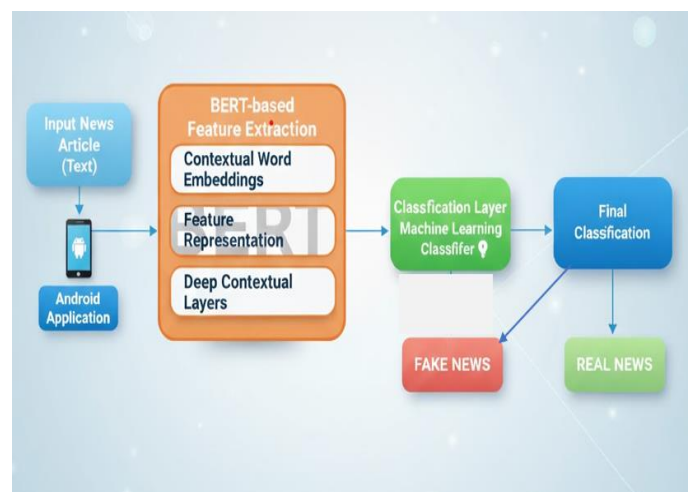 Input News
Article
(Text)
Android
Application
BERT-based
Feature Extraction
Contextual Word
Embeddings
BERT
Feature
Representation
Deep Contextual
Layers
Classfication Layer
Machine Learning
Classfifer
Final
Classification
FAKE NEWS
REAL NEWS